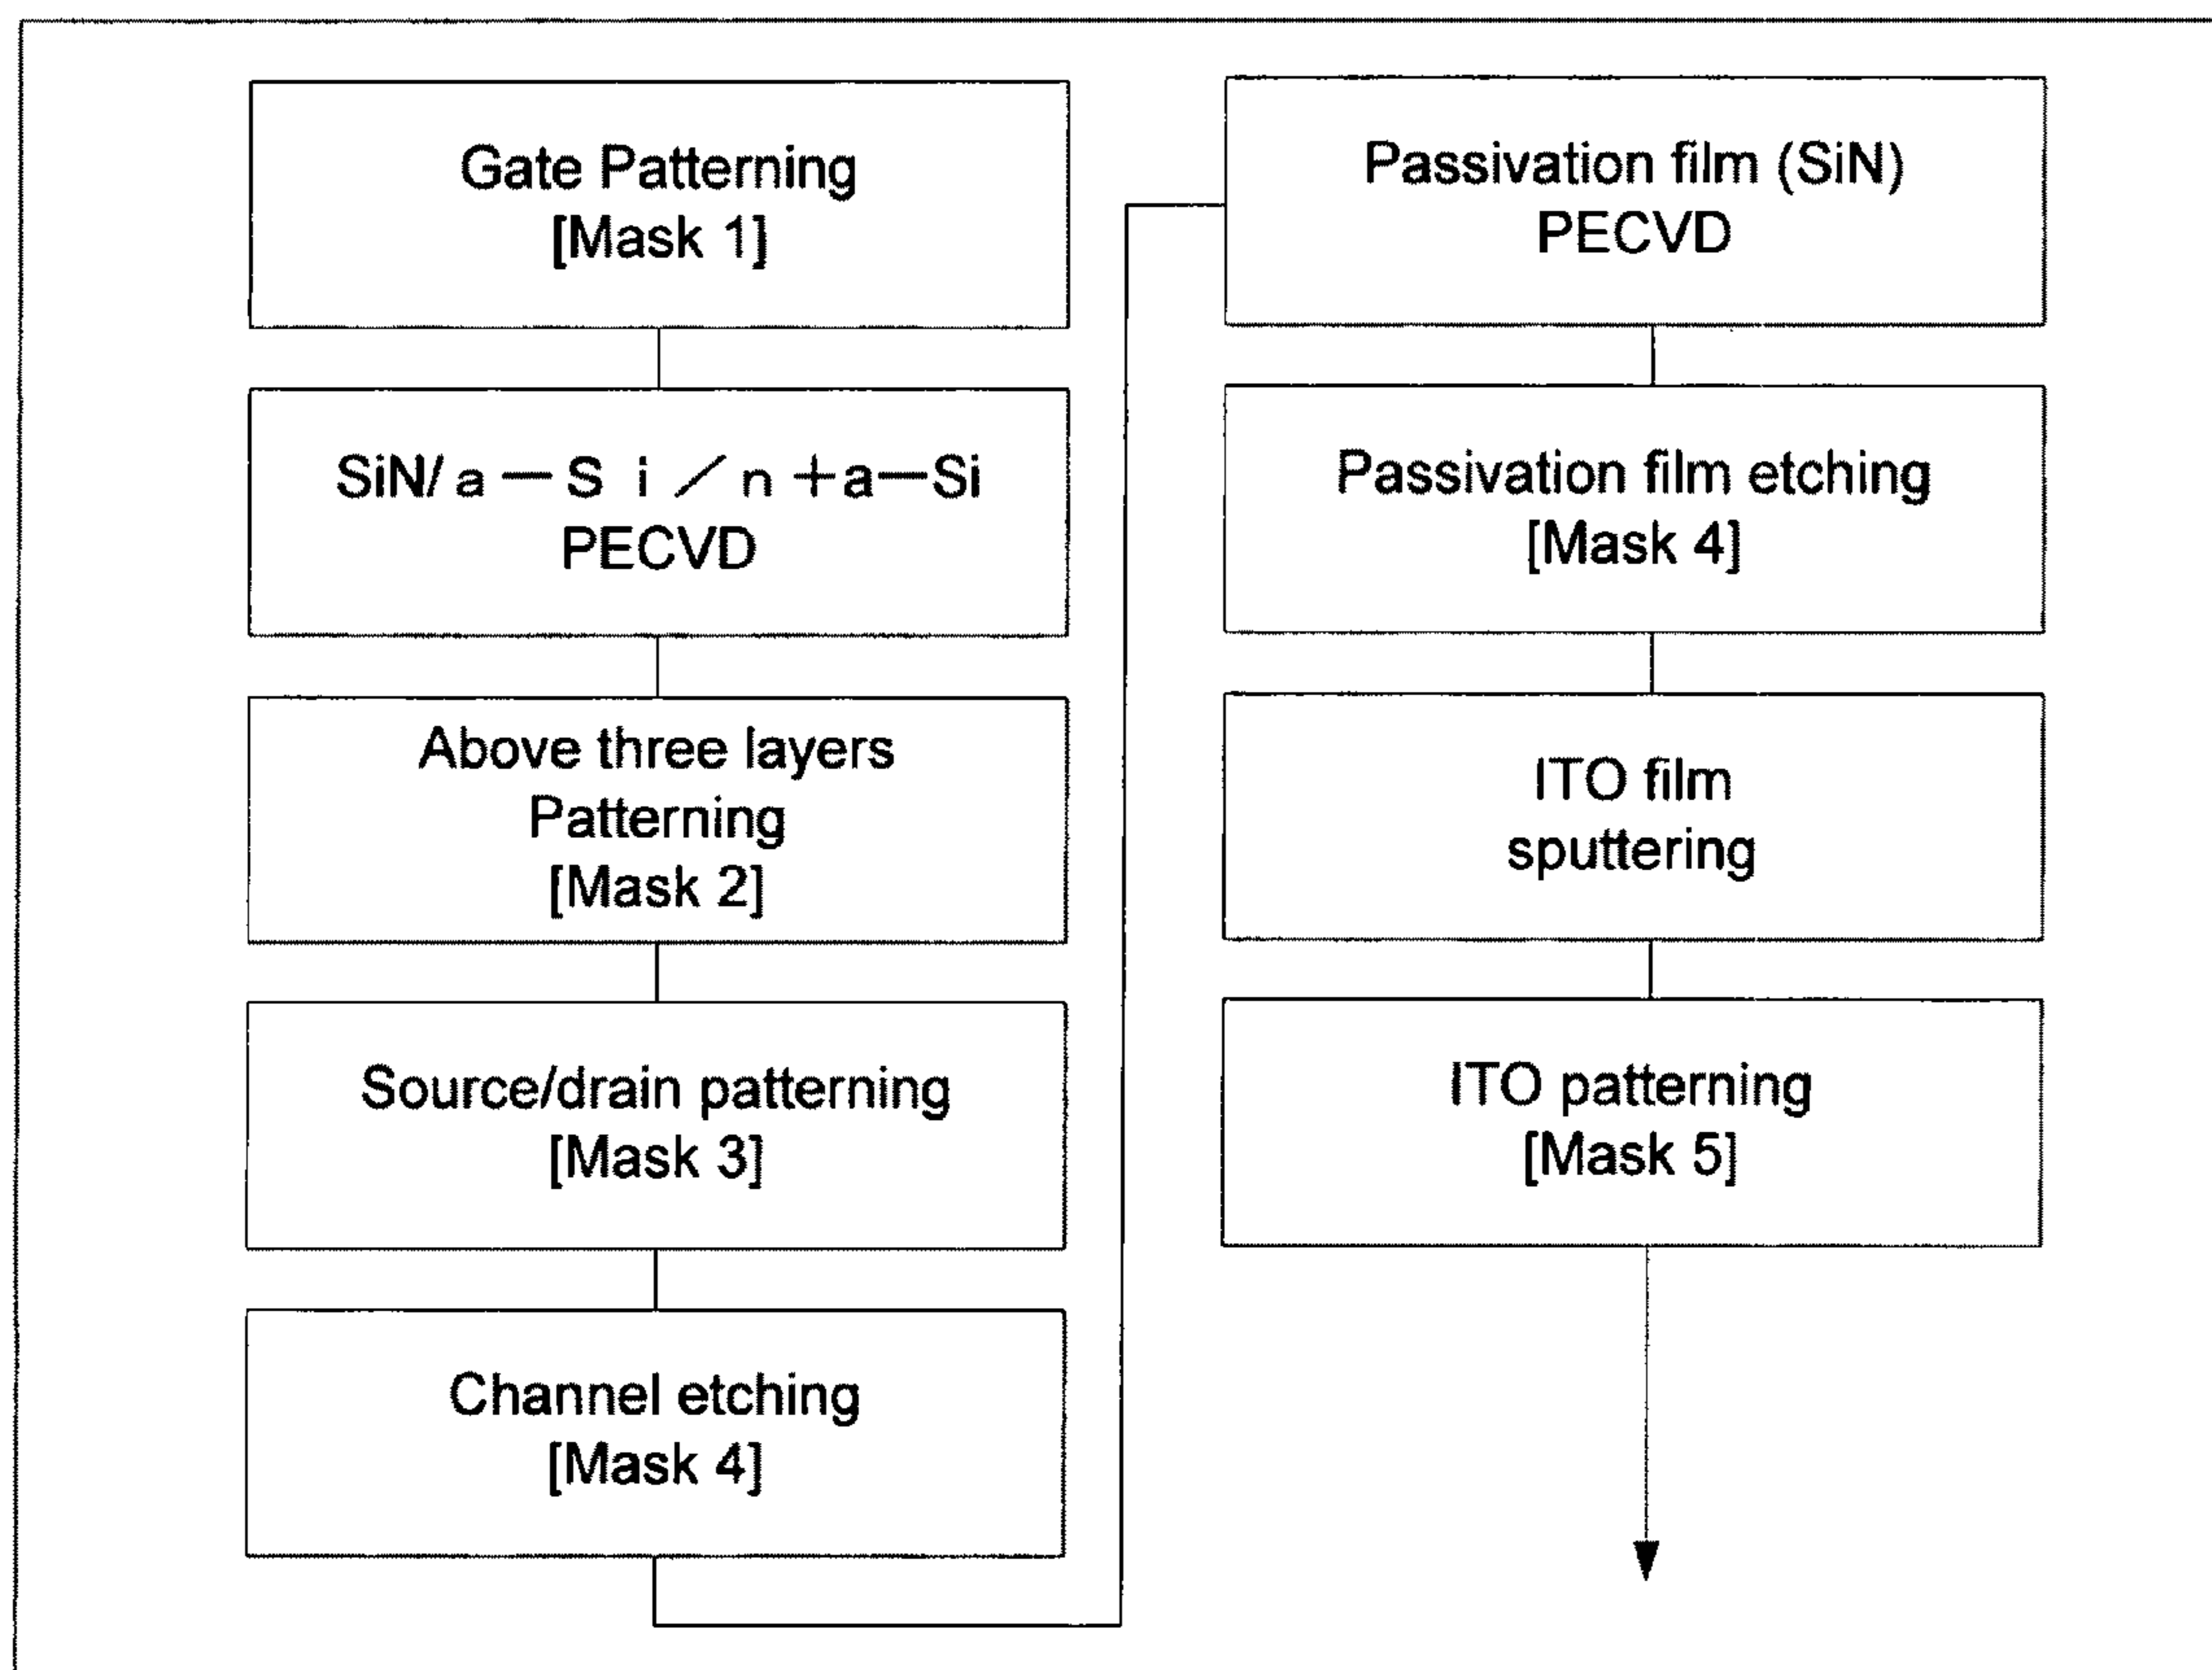 Gate Patterning
[Mask 1]
SiN/ a－S i／n＋a－Si
PECVD
Above three layers
Patterning
[Mask 2]
Source/drain patterning
[Mask 3]
Channel etching
[Mask 4]
Passivation film (SiN)
PECVD
Passivation film etching
[Mask 4]
ITO film
sputtering
ITO patterning
[Mask 5]